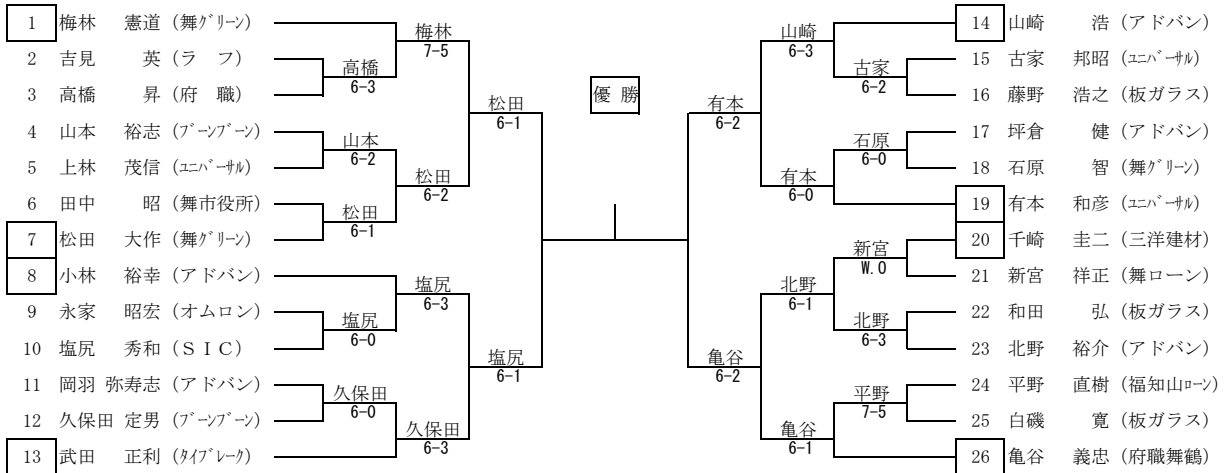 1 梅林 憲道 (舞グリーン)
2 吉見 英 (ラ フ)
3 高橋 昇 (府 職)
4 山本 裕志 (ブーンブーン)
5 上林 茂信 (ユニバーサル)
6 田中 昭 (舞市役所)
7 松田 大作 (舞グリーン)
8 小林 裕幸 (アドバン)
9 永家 昭宏 (オムロン)
10 塩尻 秀和 (SIC)
11 岡羽 弥寿志 (アドバン)
12 久保田 定男 (ブーンブーン)
13 武田 正利 (タイブレーク)
高橋
6-3
山本
6-2
松田
6-1
塩尻
6-0
久保田
6-0
梅林
7-5
松田
6-2
塩尻
6-3
久保田
6-3
松田
6-1
塩尻
6-1
優 勝
有本
6-2
亀谷
6-2
山崎
6-3
有本
6-0
北野
6-1
亀谷
6-1
古家
6-2
石原
6-0
新宮
W.O
北野
6-3
平野
7-5
14 山崎 浩 (アドバン)
15 古家 邦昭 (ユニバーサル)
16 藤野 浩之 (板ガラス)
17 坪倉 健 (アドバン)
18 石原 智 (舞グリーン)
19 有本 和彦 (ユニバーサル)
20 千崎 圭二 (三洋建材)
21 新宮 祥正 (舞ローン)
22 和田 弘 (板ガラス)
23 北野 裕介 (アドバン)
24 平野 直樹 (福知山ローン)
25 白磯 寛 (板ガラス)
26 亀谷 義忠 (府職舞鶴)